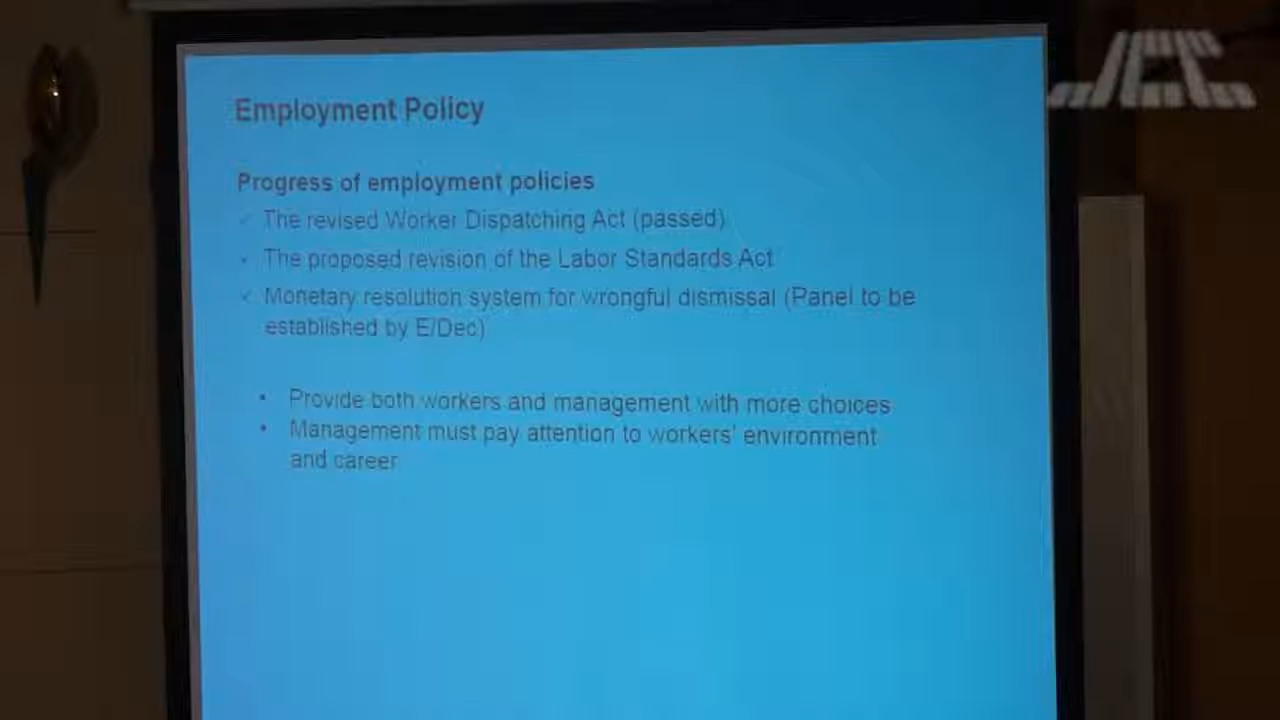 Employment Policy
Progress of employment policies
✓ The revised Worker Dispatching Act (passed)
• The proposed revision of the Labor Standards Act
✓ Monetary resolution system for wrongful dismissal (Panel to be
established by E/Dec)
• Provide both workers and management with more choices
• Management must pay attention to workers' environment
and career